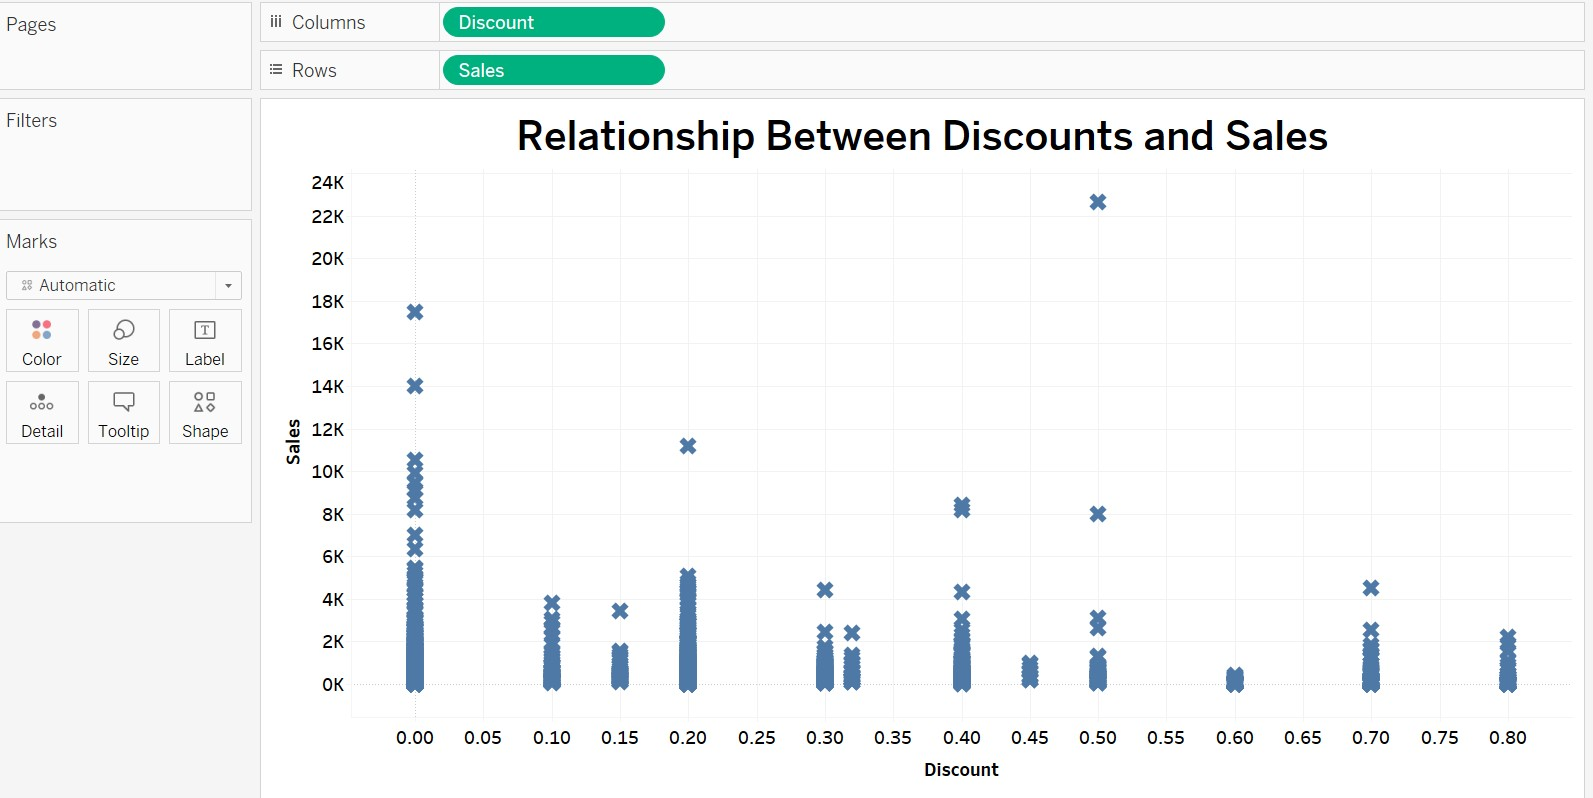 Pages
Columns
Discount
Rows
Sales
Filters
Marks
Automatic
Color
Size
T
Label
Detail
Tooltip
Shape
Relationship Between Discounts and Sales
24K
22K
20K
18K
16K
14K
12K
10K
8K
6K
4K
2K
0K
Sales
0.00 0.05 0.10 0.15 0.20 0.25 0.30 0.35 0.40 0.45 0.50 0.55 0.60 0.65 0.70 0.75 0.80
Discount